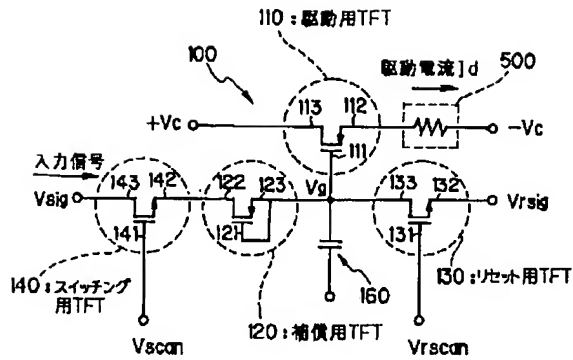 110：駆動用TFT
100
駆動電流Id
500
113
112
+Vc
-Vc
111
入力信号
Vsig
143
142
122
123
Vg
133
132
Vrsig
141
121
131
160
140：スイッチング
用TFT
130：リセット用TFT
120：補償用TFT
Vscan
Vrscan